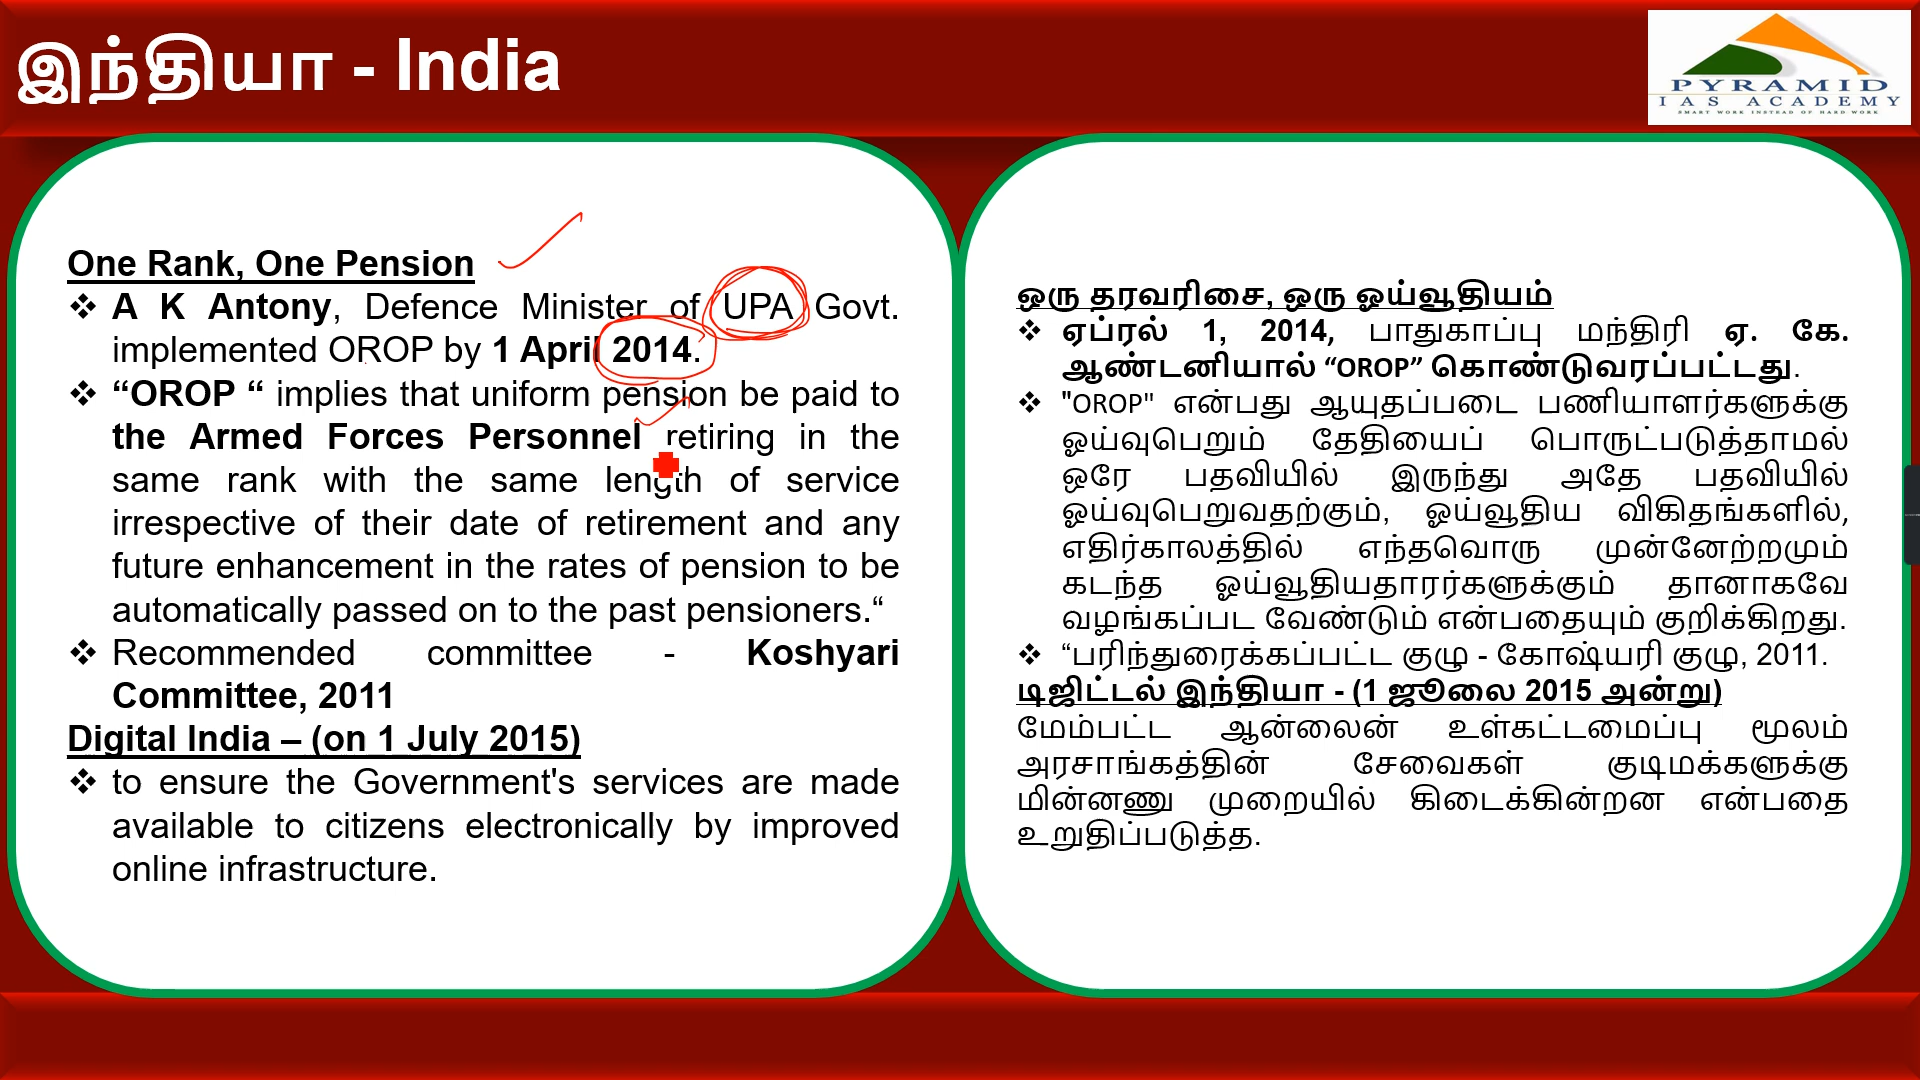 இந்தியா - India
PYRAMID
IAS ACADEMY
SMART WORK INSTEAD OF HARD WORK
One Rank, One Pension
❖ A K Antony, Defence Minister of UPA Govt.
implemented OROP by 1 April 2014.
❖ “OROP “ implies that uniform pension be paid to
the Armed Forces Personnel retiring in the
same rank with the same length of service
irrespective of their date of retirement and any
future enhancement in the rates of pension to be
automatically passed on to the past pensioners.“
❖ Recommended committee - Koshyari
Committee, 2011
Digital India – (on 1 July 2015)
❖ to ensure the Government's services are made
available to citizens electronically by improved
online infrastructure.
ஒரு தரவரிசை, ஒரு ஓய்வூதியம்
❖ ஏப்ரல் 1, 2014, பாதுகாப்பு மந்திரி ஏ. கே.
ஆண்டனியால் “OROP” கொண்டுவரப்பட்டது.
❖ "OROP" என்பது ஆயுதப்படை பணியாளர்களுக்கு
ஓய்வுபெறும் தேதியைப் பொருட்படுத்தாமல்
ஒரே பதவியில் இருந்து அதே பதவியில்
ஓய்வுபெறுவதற்கும், ஓய்வூதிய விகிதங்களில்,
எதிர்காலத்தில் எந்தவொரு முன்னேற்றமும்
கடந்த ஓய்வூதியதாரர்களுக்கும் தானாகவே
வழங்கப்பட வேண்டும் என்பதையும் குறிக்கிறது.
❖ “பரிந்துரைக்கப்பட்ட குழு - கோஷ்யரி குழு, 2011.
டிஜிட்டல் இந்தியா - (1 ஜூலை 2015 அன்று)
மேம்பட்ட ஆன்லைன் உள்கட்டமைப்பு மூலம்
அரசாங்கத்தின் சேவைகள் குடிமக்களுக்கு
மின்னணு முறையில் கிடைக்கின்றன என்பதை
உறுதிப்படுத்த.